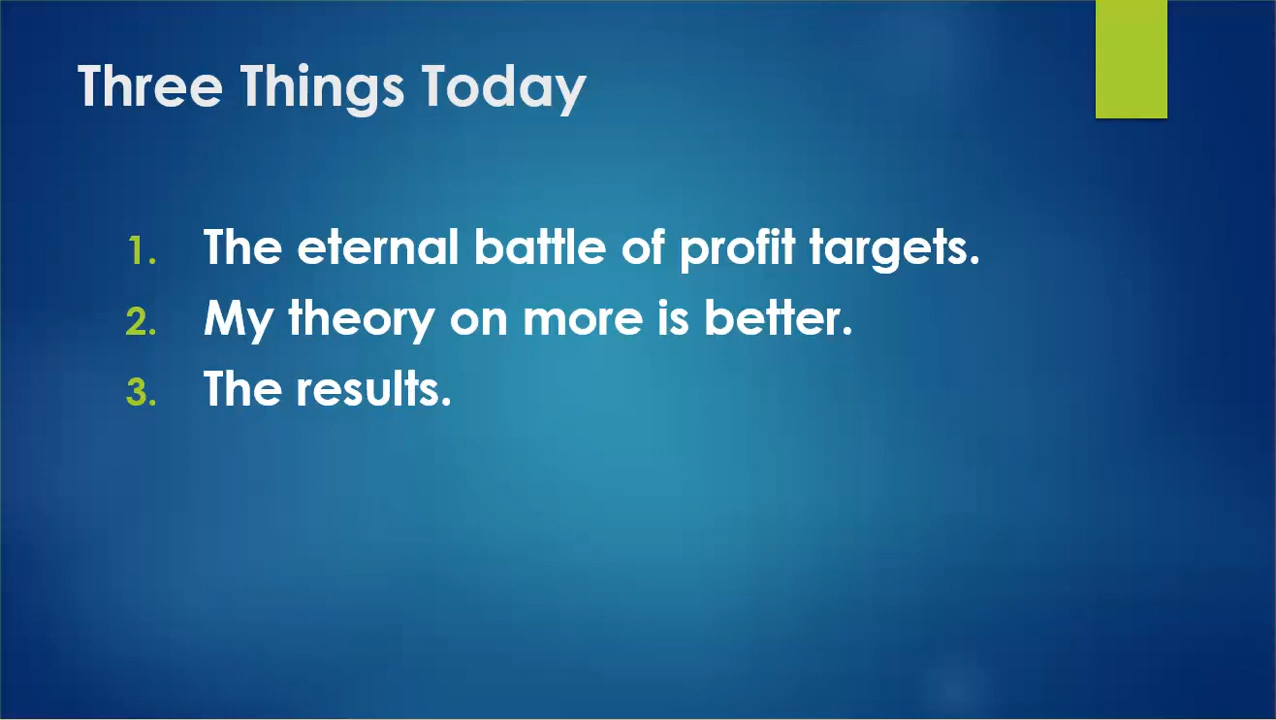 Three Things Today
1. The eternal battle of profit targets.
2. My theory on more is better.
3. The results.